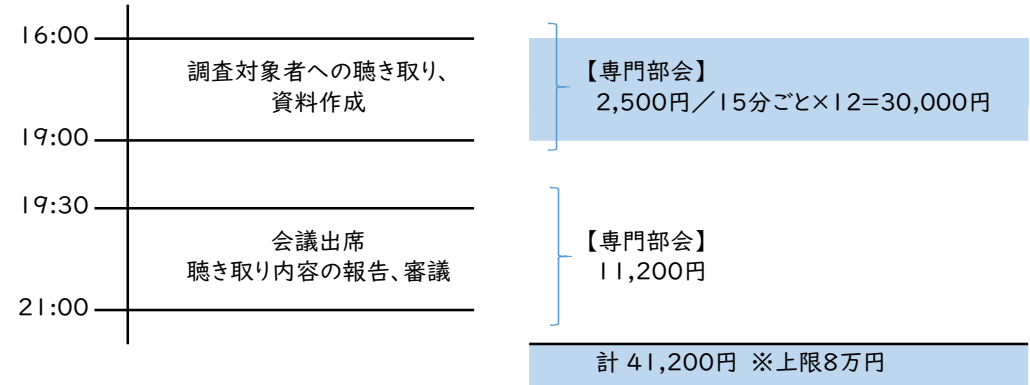 16:00
調査対象者への聴き取り、
資料作成
19:00
【専門部会】
2,500円／15分ごと×12=30,000円
19:30
会議出席
聴き取り内容の報告、審議
21:00
【専門部会】
11,200円
計 41,200円 ※上限8万円